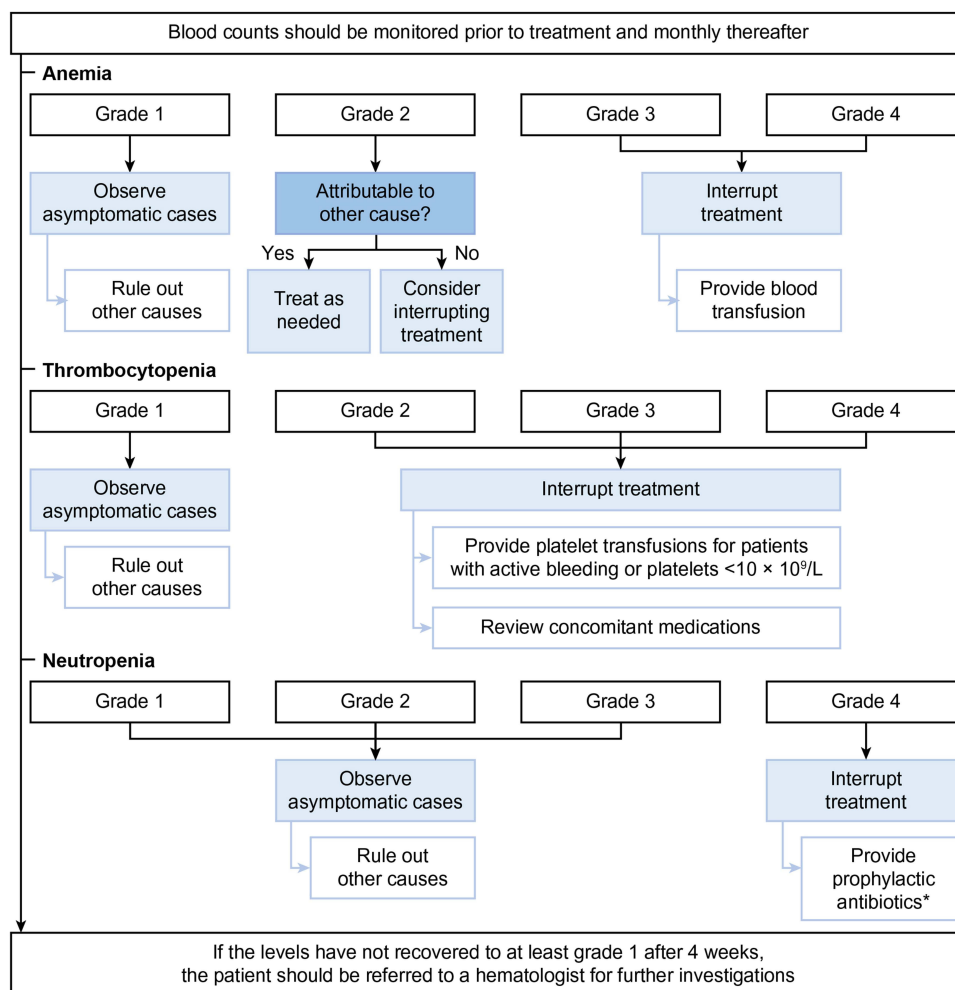 Blood counts should be monitored prior to treatment and monthly thereafter
Anemia
Grade 1
Grade 2
Grade 3
Grade 4
Observe
asymptomatic cases
Attributable to
other cause?
Interrupt
treatment
Yes
No
Rule out
other causes
Treat as
needed
Consider
interrupting
treatment
Provide blood
transfusion
Thrombocytopenia
Grade 1
Grade 2
Grade 3
Grade 4
Observe
asymptomatic cases
Interrupt treatment
Rule out
other causes
Provide platelet transfusions for patients
with active bleeding or platelets <10 × 10⁹/L
Review concomitant medications
Neutropenia
Grade 1
Grade 2
Grade 3
Grade 4
Observe
asymptomatic cases
Interrupt
treatment
Rule out
other causes
Provide
prophylactic
antibiotics*
If the levels have not recovered to at least grade 1 after 4 weeks,
the patient should be referred to a hematologist for further investigations